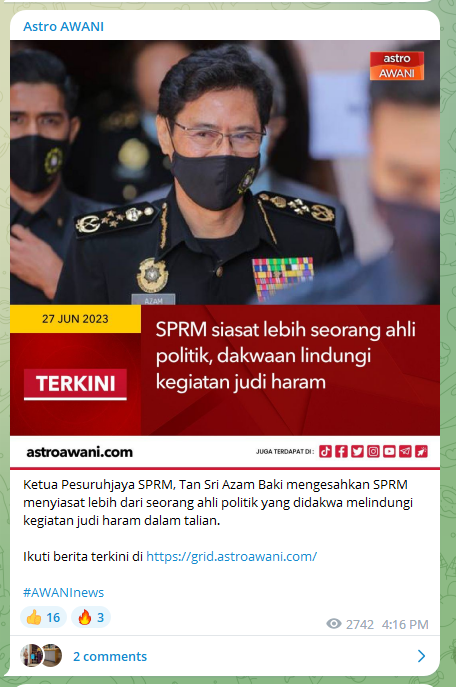 Astro AWANI
astro
AWANI
AZAM
27 JUN 2023
TERKINI
SPRM siasat lebih seorang ahli
politik, dakwaan lindungi
kegiatan judi haram
astroawani.com
JUGA TERDAPAT DI :
Ketua Pesuruhjaya SPRM, Tan Sri Azam Baki mengesahkan SPRM
menyiasat lebih dari seorang ahli politik yang didakwa melindungi
kegiatan judi haram dalam talian.
Ikuti berita terkini di https://grid.astroawani.com/
#AWANInews
👍 16 🔥 3
2742 4:16 PM
2 comments